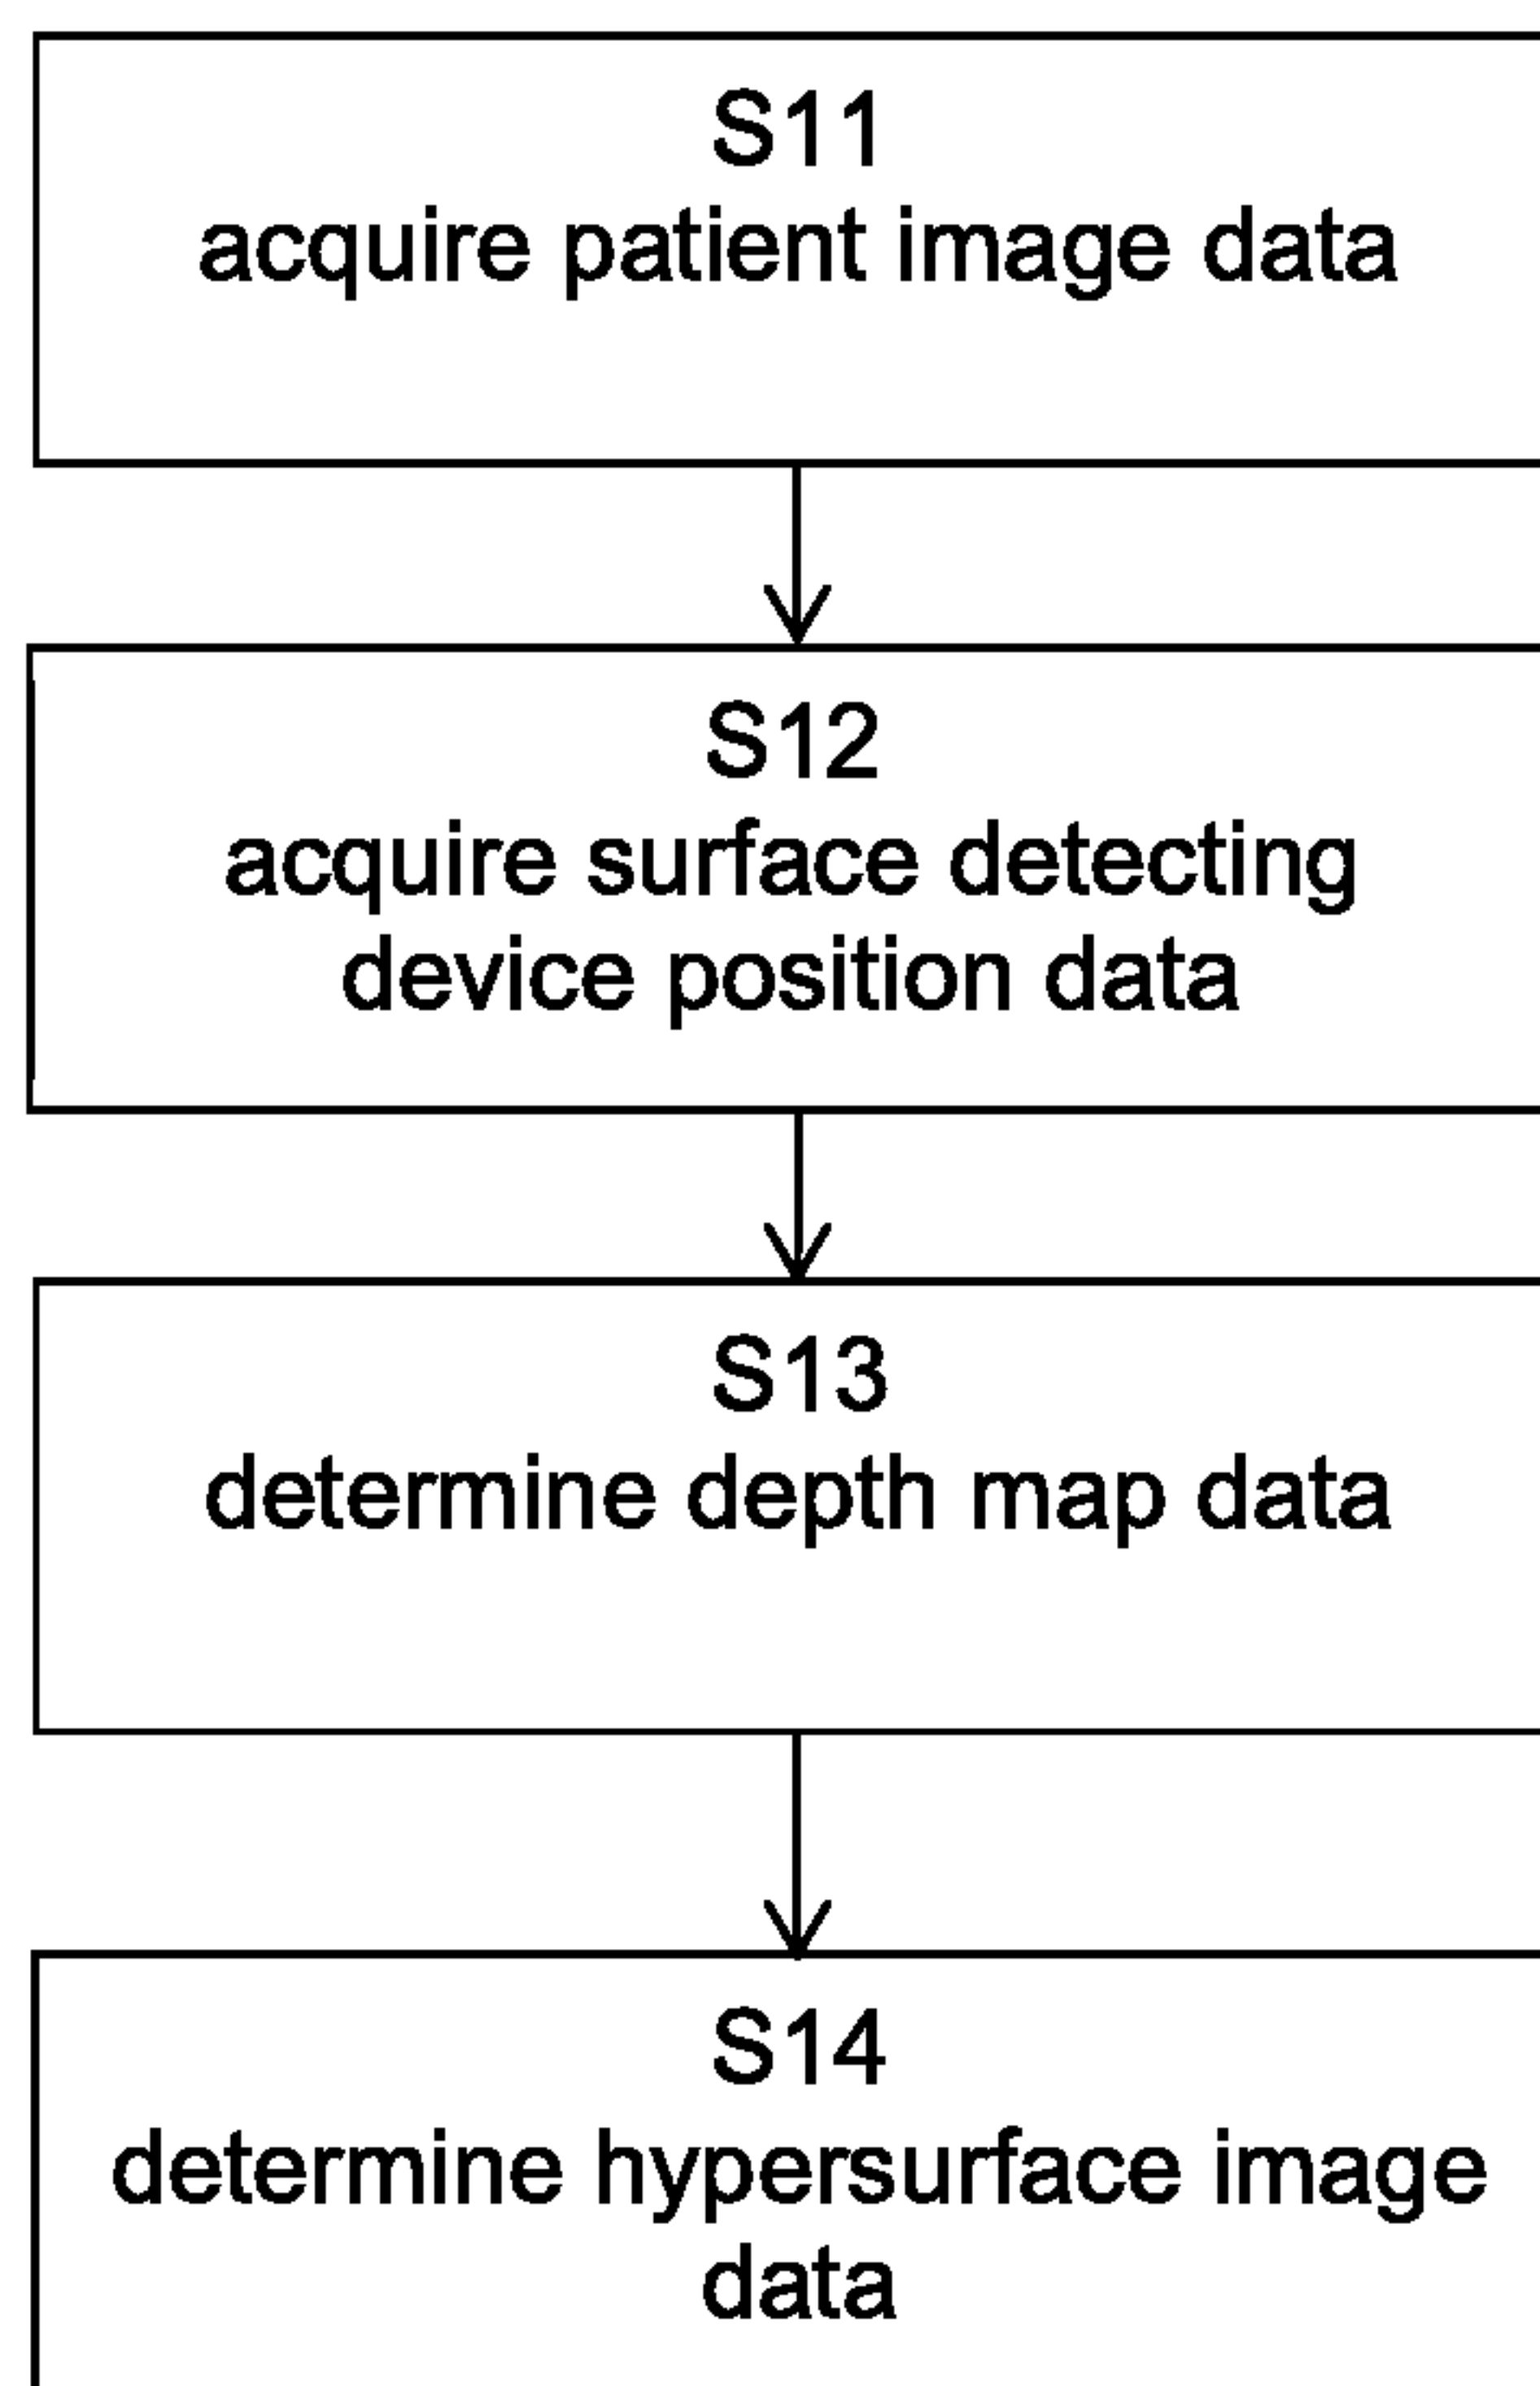 S11
acquire patient image data
S12
acquire surface detecting
device position data
S13
determine depth map data
S14
determine hypersurface image
data